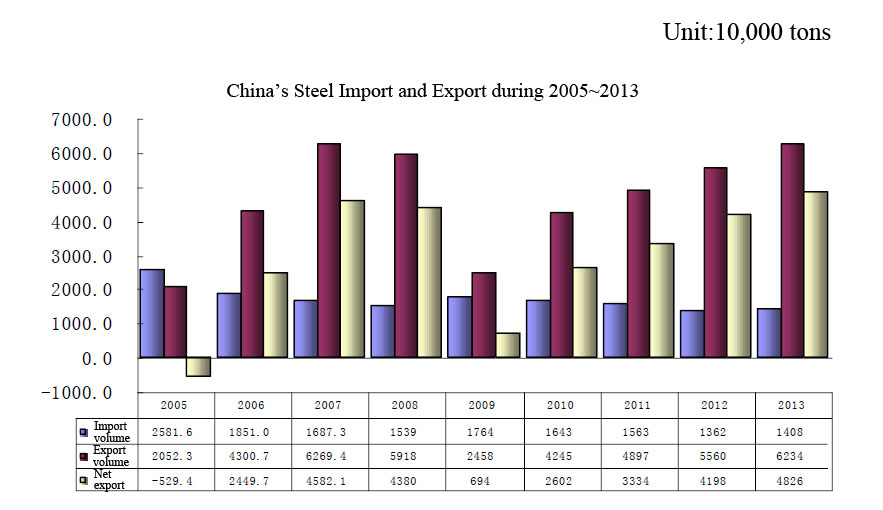 Unit:10,000 tons
China's Steel Import and Export during 2005~2013
7000.0
6000.0
5000.0
4000.0
3000.0
2000.0
1000.0
0.0
-1000.0
2005 2006 2007 2008 2009 2010 2011 2012 2013
Import volume 2581.6 1851.0 1687.3 1539 1764 1643 1563 1362 1408
Export volume 2052.3 4300.7 6269.4 5918 2458 4245 4897 5560 6234
Net export -529.4 2449.7 4582.1 4380 694 2602 3334 4198 4826